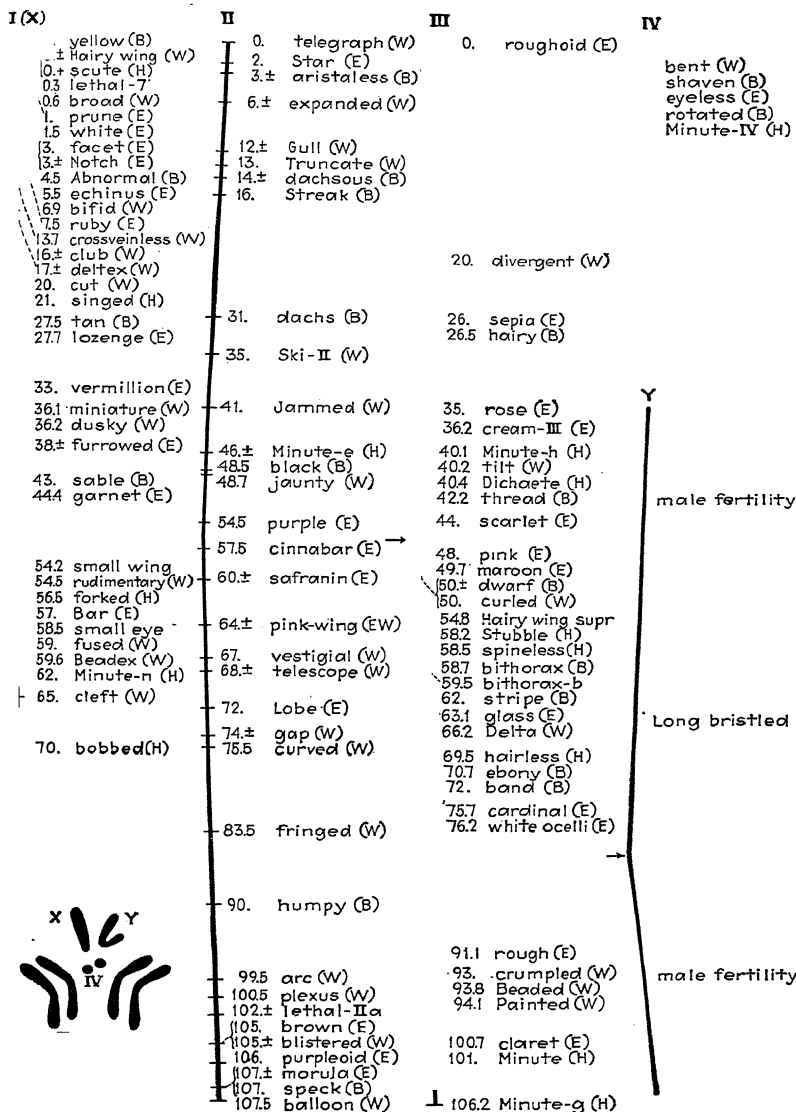 I (X)
yellow (B)
± Hairy wing (W)
0.+ scute (H)
0.3 lethal-7
0.6 broad (W)
1. prune (E)
1.5 white (E)
3. facet (E)
3.± Notch (E)
4.5 Abnormal (B)
5.5 echinus (E)
6.9 bifid (W)
7.5 ruby (E)
13.7 crossveinless (W)
16.± club (W)
17.± deltex (W)
20. cut (W)
21. singed (H)
27.5 tan (B)
27.7 lozenge (E)
33. vermillion (E)
36.1 miniature (W)
36.2 dusky (W)
38.± furrowed (E)
43. sable (B)
44.4 garnet (E)
54.2 small wing
54.5 rudimentary (W)
56.5 forked (H)
57. Bar (E)
58.5 small eye
59. fused (W)
59.6 Beadex (W)
62. Minute-n (H)
65. cleft (W)
70. bobbed (H)
X Y
IV
II
0. telegraph (W)
2. Star (E)
3.± aristaless (B)
6.± expanded (W)
12.± Gull (W)
13. Truncate (W)
14.± dachsous (B)
16. Streak (B)
31. dachs (B)
35. Ski-II (W)
41. Jammed (W)
46.± Minute-e (H)
48.5 black (B)
48.7 jaunty (W)
54.5 purple (E)
57.5 cinnabar (E) →
60.± safranin (E)
64.± pink-wing (EW)
67. vestigial (W)
68.± telescope (W)
72. Lobe (E)
74.± gap (W)
75.5 curved (W)
83.5 fringed (W)
90. humpy (B)
99.5 arc (W)
100.5 plexus (W)
102.± lethal-IIa
105. brown (E)
105.± blistered (W)
106. purpleoid (E)
107.± morula (E)
107. speck (B)
107.5 balloon (W)
III
0. roughoid (E)
20. divergent (W)
26. sepia (E)
26.5 hairy (B)
35. rose (E)
36.2 cream-III (E)
40.1 Minute-h (H)
40.2 tilt (W)
40.4 Dichaete (H)
42.2 thread (B)
44. scarlet (E)
48. pink (E)
49.7 maroon (E)
50.± dwarf (B)
50. curled (W)
54.8 Hairy wing supr
58.2 Stubble (H)
58.5 spineless (H)
58.7 bithorax (B)
59.5 bithorax-b
62. stripe (B)
63.1 glass (E)
66.2 Delta (W)
69.5 hairless (H)
70.7 ebony (B)
72. band (B)
75.7 cardinal (E)
76.2 white ocelli (E)
91.1 rough (E)
93. crumpled (W)
93.8 Beaded (W)
94.1 Painted (W)
100.7 claret (E)
101. Minute (H)
106.2 Minute-g (H)
IV
bent (W)
shaven (B)
eyeless (E)
rotated (B)
Minute-IV (H)
Y
male fertility
Long bristled
→
male fertility